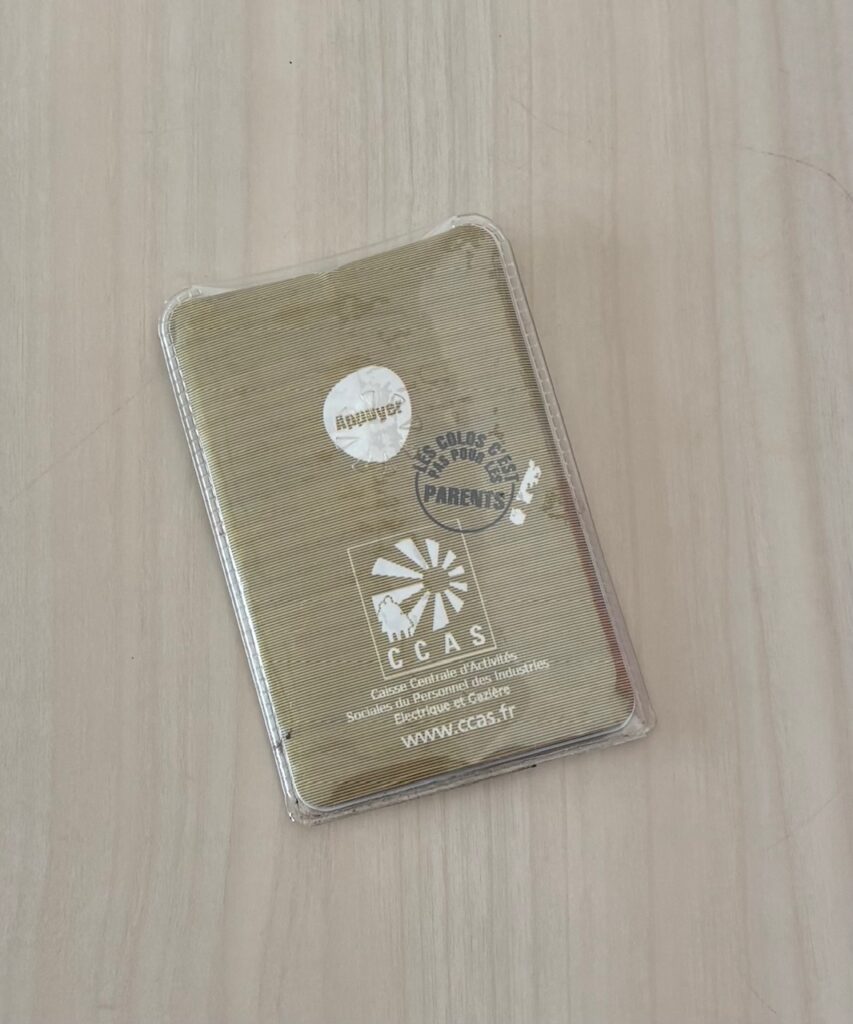 Appuyer
LES COLOS C'EST
PAS POUR LES
PARENTS
CCAS
Caisse Centrale d'Activités
Sociales du Personnel des Industries
Electrique et Gazière
www.ccas.fr